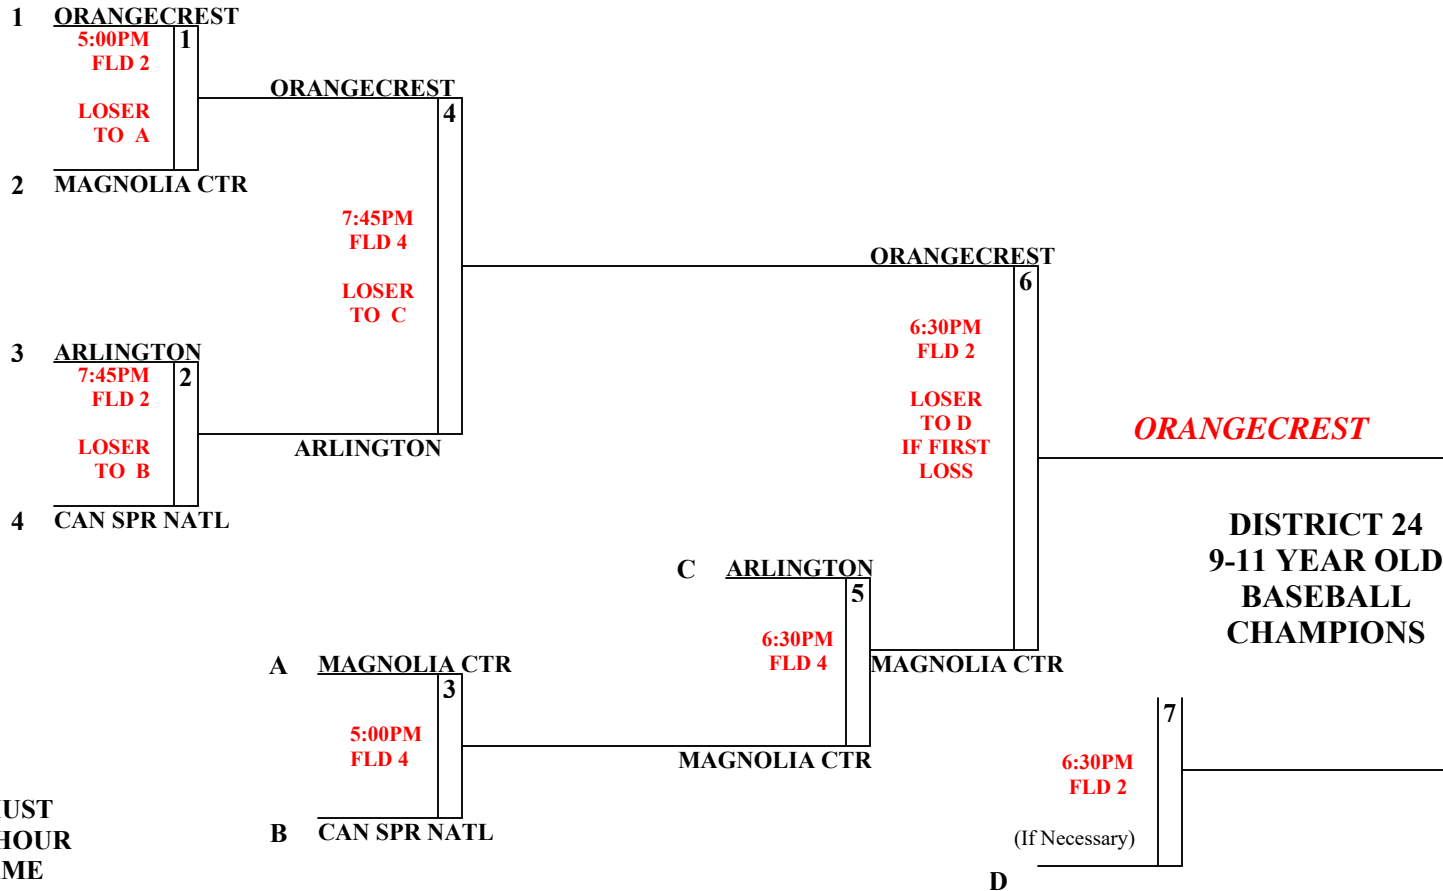 1 ORANGECREST
5:00PM 1
FLD 2
ORANGECREST
LOSER 4
TO A
2 MAGNOLIA CTR
7:45PM
FLD 4
ORANGECREST
6
LOSER
TO C
6:30PM
FLD 2
3 ARLINGTON
7:45PM 2
FLD 2
LOSER
TO D
ORANGECREST
LOSER
TO B
ARLINGTON
IF FIRST
LOSS
4 CAN SPR NATL
DISTRICT 24
9-11 YEAR OLD
BASEBALL
CHAMPIONS
C ARLINGTON
5
6:30PM
FLD 4
MAGNOLIA CTR
A MAGNOLIA CTR
3
5:00PM
FLD 4
MAGNOLIA CTR
7
6:30PM
FLD 2
B CAN SPR NATL
(If Necessary)
D
UST
HOUR
ME